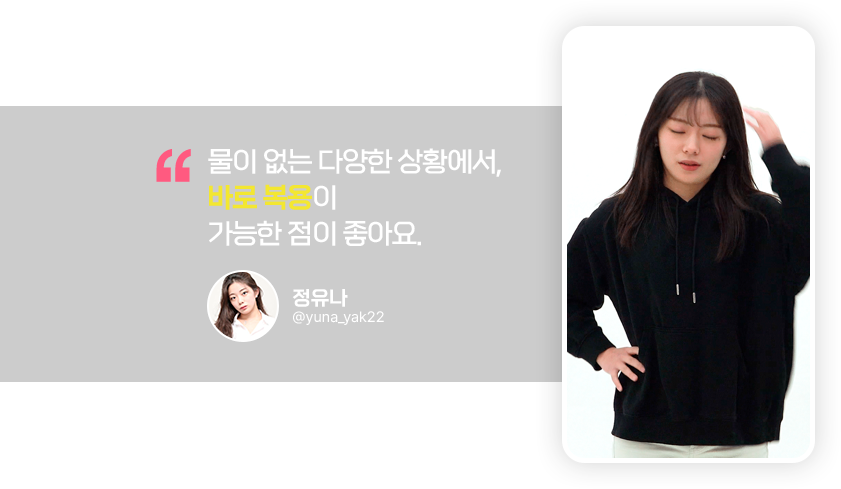 물이 없는 다양한 상황에서,
바로 복용이
가능한 점이 좋아요.
정유나
@yuna_yak22